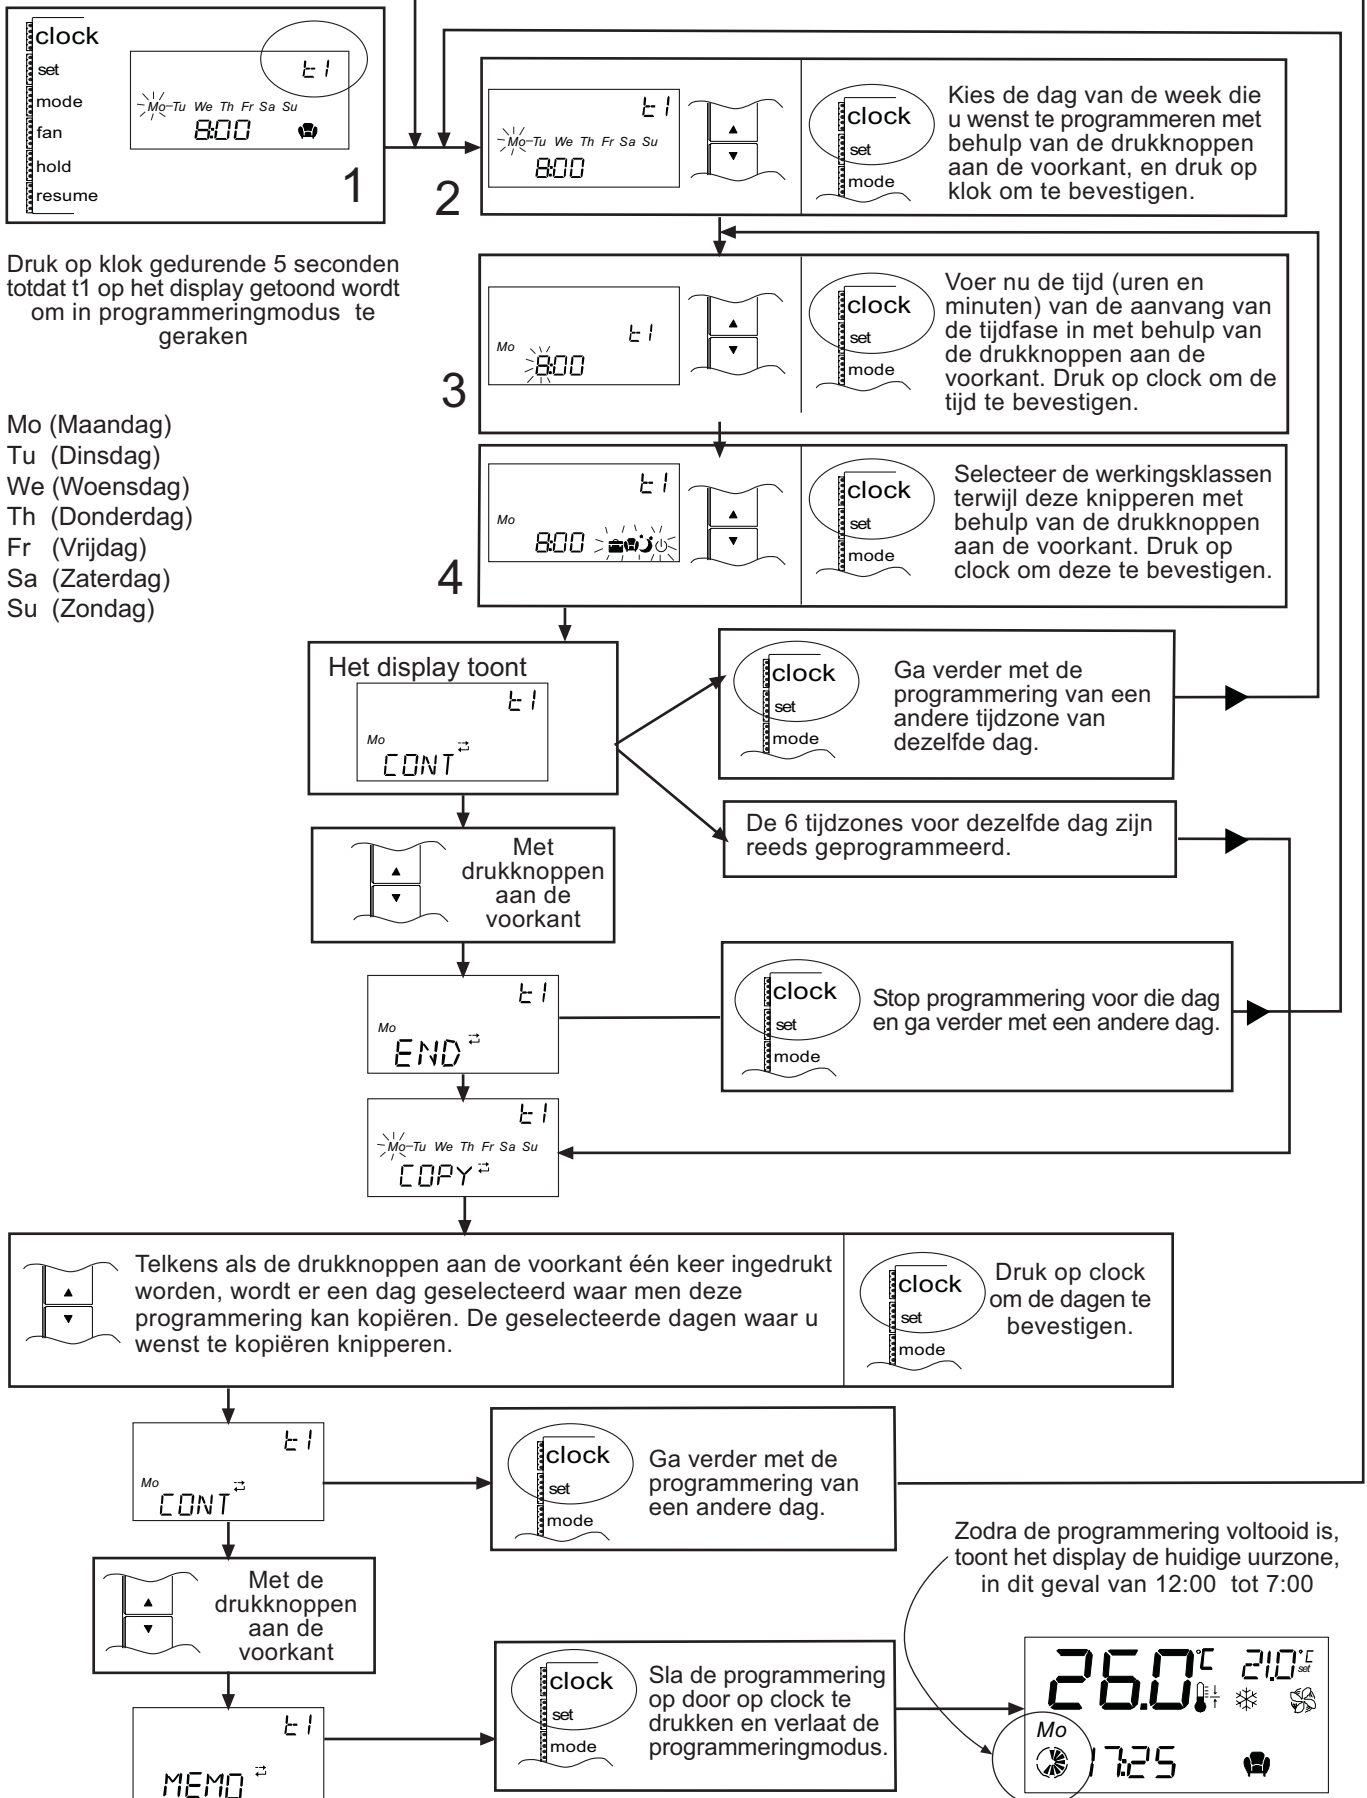 clock
set
mode
fan
hold
resume
t1
Mo Tu We Th Fr Sa Su
8:00
1
Druk op klok gedurende 5 seconden
totdat t1 op het display getoond wordt
om in programmeringmodus te
geraken
2
t1
Mo Tu We Th Fr Sa Su
8:00
clock
set
mode
Kies de dag van de week die
u wenst te programmeren met
behulp van de drukknoppen
aan de voorkant, en druk op
klok om te bevestigen.
3
t1
Mo
8:00
clock
set
mode
Voer nu de tijd (uren en
minuten) van de aanvang van
de tijdfase in met behulp van
de drukknoppen aan de
voorkant. Druk op clock om de
tijd te bevestigen.
Mo (Maandag)
Tu (Dinsdag)
We (Woensdag)
Th (Donderdag)
Fr (Vrijdag)
Sa (Zaterdag)
Su (Zondag)
4
t1
Mo
8:00
clock
set
mode
Selecteer de werkingsklassen
terwijl deze knipperen met
behulp van de drukknoppen
aan de voorkant. Druk op
clock om deze te bevestigen.
Het display toont
t1
Mo
CONT
clock
set
mode
Ga verder met de
programmering van een
andere tijdzone van
dezelfde dag.
De 6 tijdzones voor dezelfde dag zijn
reeds geprogrammeerd.
Met
drukknoppen
aan de
voorkant
t1
Mo
END
clock
set
mode
Stop programmering voor die dag
en ga verder met een andere dag.
t1
Mo Tu We Th Fr Sa Su
COPY
Telkens als de drukknoppen aan de voorkant één keer ingedrukt
worden, wordt er een dag geselecteerd waar men deze
programmering kan kopiëren. De geselecteerde dagen waar u
wenst te kopiëren knipperen.
clock
set
mode
Druk op clock
om de dagen te
bevestigen.
t1
Mo
CONT
clock
set
mode
Ga verder met de
programmering van
een andere dag.
Met de
drukknoppen
aan de
voorkant
Zodra de programmering voltooid is,
toont het display de huidige uurzone,
in dit geval van 12:00 tot 7:00
t1
MEMO
clock
set
mode
Sla de programmering
op door op clock te
drukken en verlaat de
programmeringmodus.
26.0°C
21.0°C
set
Mo
17:25